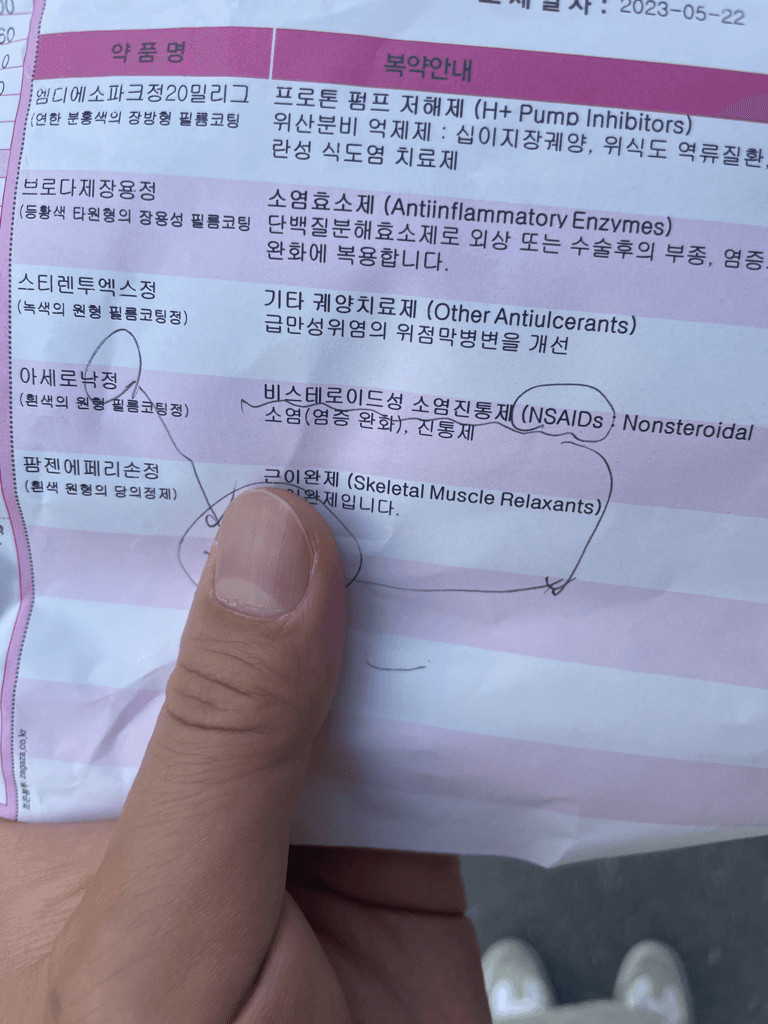 2023-05-22
약 품 명
복약안내
엠디에소파크정20밀리그
(연한 분홍색의 장방형 필름코팅
프로톤 펌프 저해제 (H+ Pump Inhibitors)
위산분비 억제제 : 십이지장궤양, 위식도 역류질환,
란성 식도염 치료제
브로다제장용정
(등황색 타원형의 장용성 필름코팅
소염효소제 (Antiinflammatory Enzymes)
단백질분해효소제로 외상 또는 수술후의 부종, 염증
완화에 복용합니다.
스티렌투엑스정
(녹색의 원형 필름코팅정)
기타 궤양치료제 (Other Antiulcerants)
급만성위염의 위점막병변을 개선
아세로낙정
(흰색의 원형 필름코팅정)
비스테로이드성 소염진통제 (NSAIDs : Nonsteroidal
소염(염증 완화), 진통제
팜젠에페리손정
(흰색 원형의 당의정제)
근이완제 (Skeletal Muscle Relaxants)
이완제입니다.
zagaza.co.kr